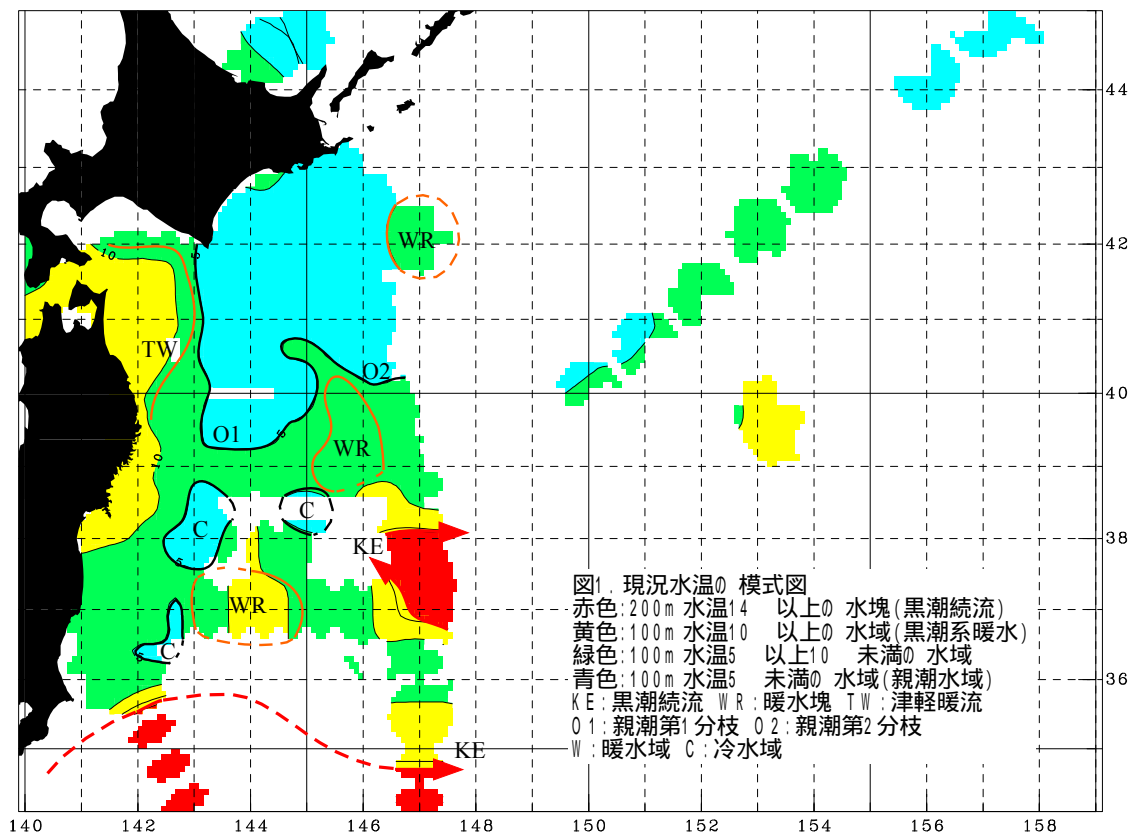 44
42
40
38
36
140
142
144
146
148
150
152
154
156
158
10
5
WR
TW
O2
O1
5
WR
10
C
C
KE
5
WR
C
5
KE
図1. 現況水温の 模式図
赤色:200m 水温14 以上の 水塊(黒潮続流)
黄色:100m 水温10 以上の 水域(黒潮系暖水)
緑色:100m 水温5 以上10 未満の 水域
青色:100m 水温5 未満の 水域(親潮水域)
KE:黒潮続流 WR:暖水塊 TW:津軽暖流
O1:親潮第1分枝 O2:親潮第2分枝
W:暖水域 C:冷水域